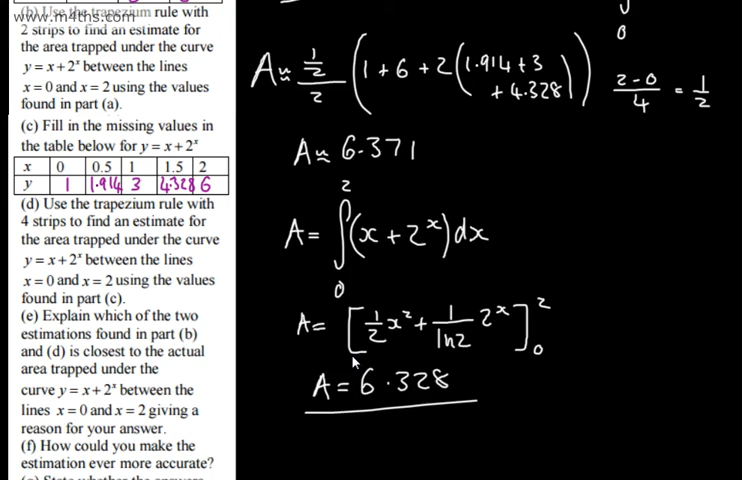 (b) Use the trapezium rule with
www.m4ths.com
2 strips to find an estimate for
the area trapped under the curve
y = x + 2ˣ between the lines
x = 0 and x = 2 using the values
found in part (a).
(c) Fill in the missing values in
the table below for y = x + 2ˣ
x 0 0.5 1 1.5 2
y 1 1.914 3 4.328 6
(d) Use the trapezium rule with
4 strips to find an estimate for
the area trapped under the curve
y = x + 2ˣ between the lines
x = 0 and x = 2 using the values
found in part (c).
(e) Explain which of the two
estimations found in part (b)
and (d) is closest to the actual
area trapped under the
curve y = x + 2ˣ between the
lines x = 0 and x = 2 giving a
reason for your answer.
(f) How could you make the
estimation ever more accurate?
0
A ≈ ½/2 (1 + 6 + 2(1.914 + 3
+ 4.328))
2-0/4 = 1/2
A ≈ 6.371
A = ∫₀² (x + 2ˣ) dx
A = [½x² + 1/ln2 2ˣ]₀²
A = 6.328